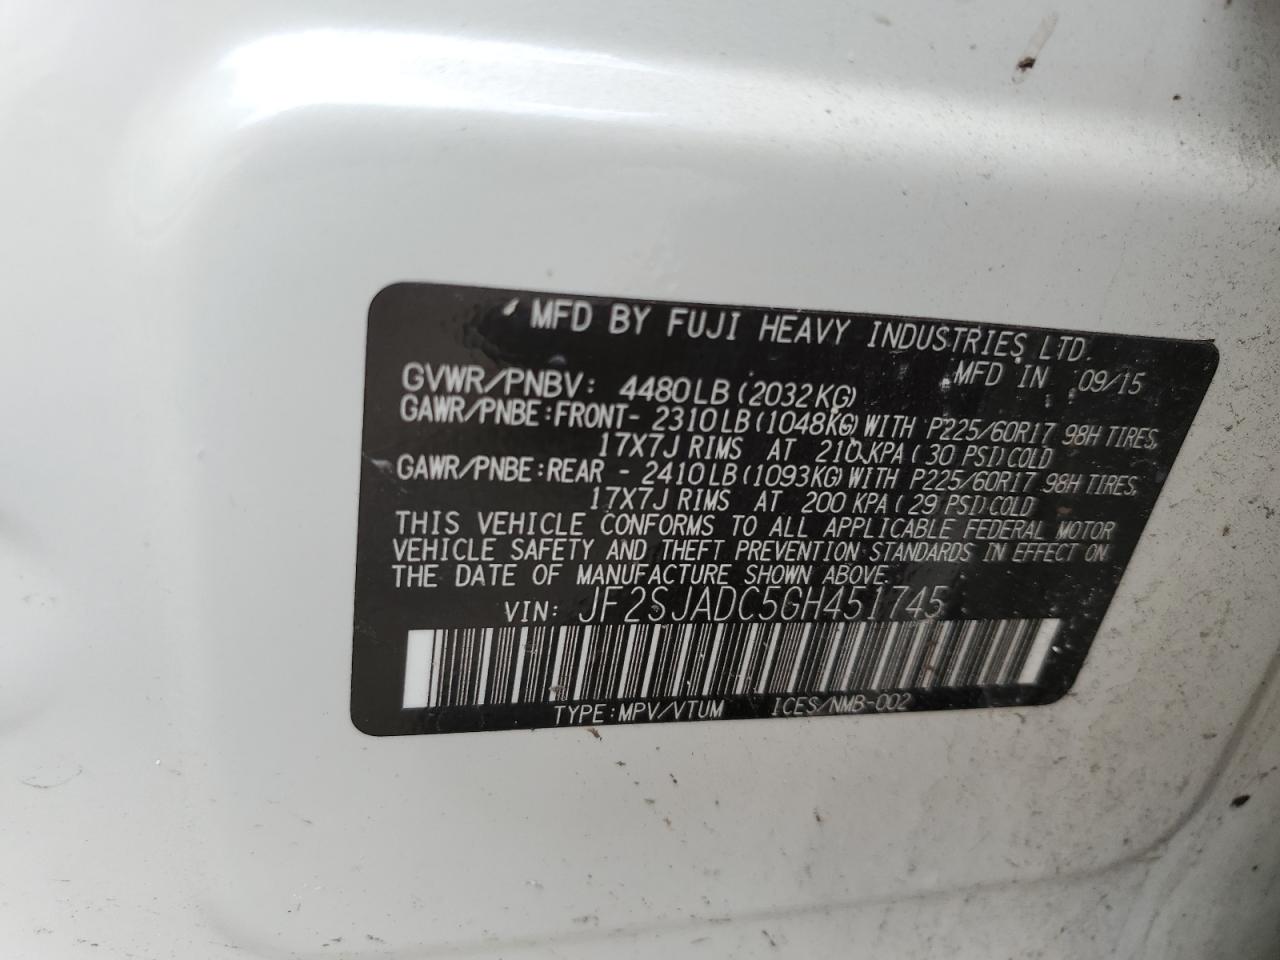 MFD BY FUJI HEAVY INDUSTRIES LTD.
MFD IN 09/15
GVWR/PNBV: 4480LB(2032KG)
GAWR/PNBE:FRONT- 2310LB(1048KG)WITH P225/60R17 98H TIRES,
17X7J RIMS AT 210 KPA(30 PSI)COLD
GAWR/PNBE:REAR - 2410LB(1093KG)WITH P225/60R17 98H TIRES,
17X7J RIMS AT 200 KPA(29 PSI)COLD
THIS VEHICLE CONFORMS TO ALL APPLICABLE FEDERAL MOTOR
VEHICLE SAFETY AND THEFT PREVENTION STANDARDS IN EFFECT ON
THE DATE OF MANUFACTURE SHOWN ABOVE.
VIN: JF2SJADC5GH451745
TYPE:MPV/VTUM ICES/NMB-002